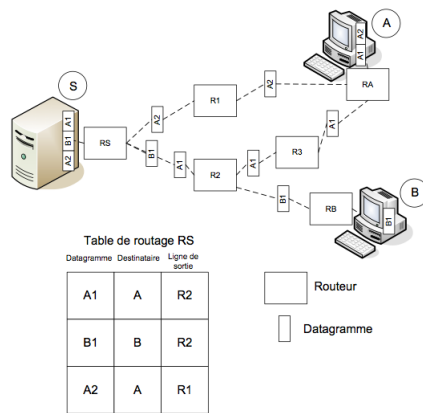 S
A1
B1
A2
RS
A2
R1
A2
A2
A1
A
RA
B1
A1
R2
A1
R3
A1
B1
RB
B1
B
Table de routage RS
Datagramme Destinataire Ligne de sortie
A1 A R2
B1 B R2
A2 A R1
Routeur
Datagramme